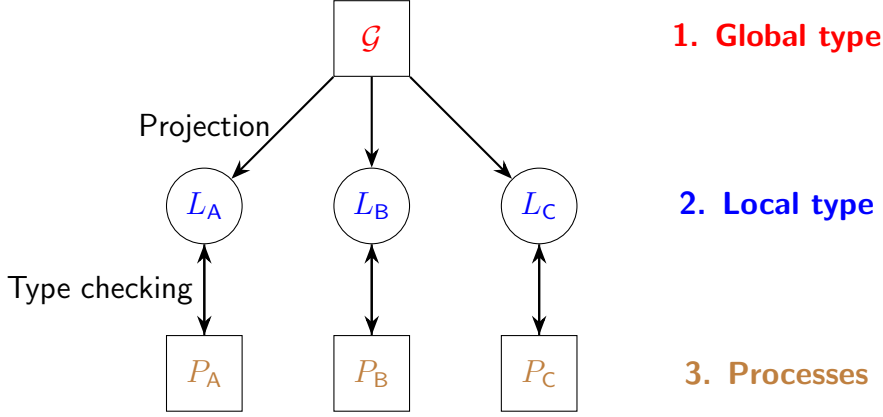 𝒢 1. Global type
Projection
L_A L_B L_C 2. Local type
Type checking
P_A P_B P_C 3. Processes